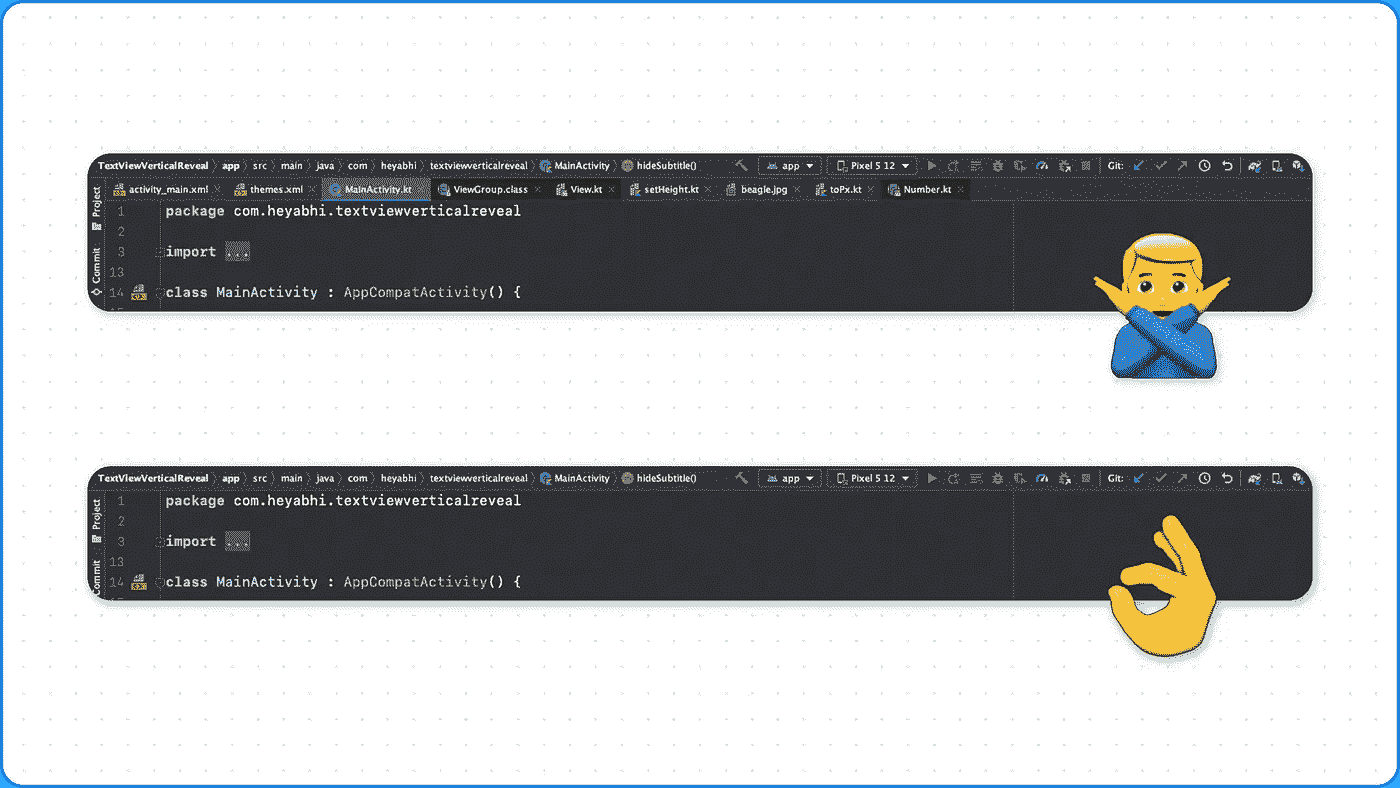 TextViewVerticalReveal app src main java com heyabhi textviewverticalreveal MainActivity hideSubtitle() app Pixel 5 12 Git:
activity_main.xml themes.xml MainActivity.kt ViewGroup.class View.kt setHeight.kt beagle.jpg toPx.kt Number.kt
Project
Commit
1 package com.heyabhi.textviewverticalreveal
2
3 import ...
13
14 class MainActivity : AppCompatActivity() {
TextViewVerticalReveal app src main java com heyabhi textviewverticalreveal MainActivity hideSubtitle() app Pixel 5 12 Git:
Project
Commit
1 package com.heyabhi.textviewverticalreveal
2
3 import ...
13
14 class MainActivity : AppCompatActivity() {